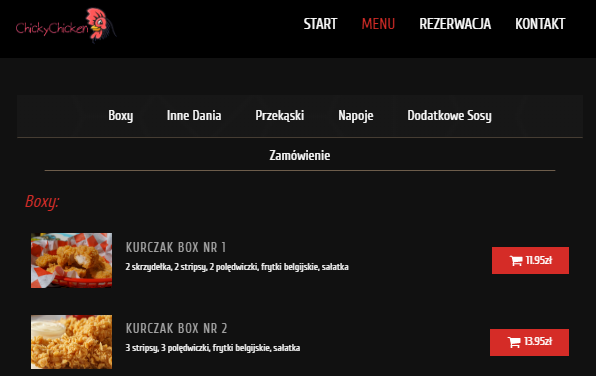 ChickyChicken START MENU REZERWACJA KONTAKT
Boxy Inne Dania Przekąski Napoje Dodatkowe Sosy
Zamówienie
Boxy:
KURCZAK BOX NR 1
2 skrzydełka, 2 stripsy, 2 polędwiczki, frytki belgijskie, sałatka
11.95zł
KURCZAK BOX NR 2
3 stripsy, 3 polędwiczki, frytki belgijskie, sałatka
13.95zł